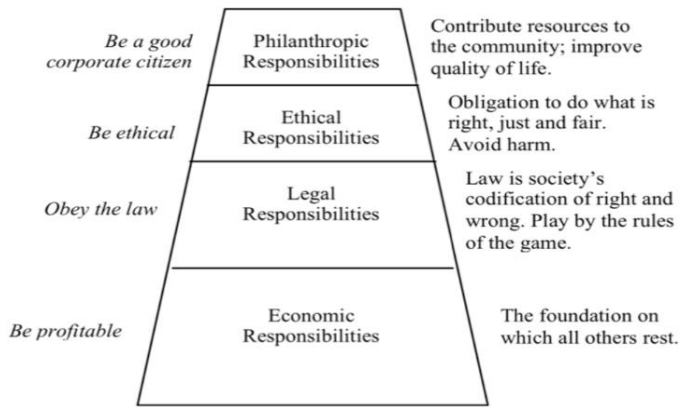 Be a good
corporate citizen
Philanthropic
Responsibilities
Contribute resources to
the community; improve
quality of life.
Be ethical
Ethical
Responsibilities
Obligation to do what is
right, just and fair.
Avoid harm.
Obey the law
Legal
Responsibilities
Law is society's
codification of right and
wrong. Play by the rules
of the game.
Be profitable
Economic
Responsibilities
The foundation on
which all others rest.